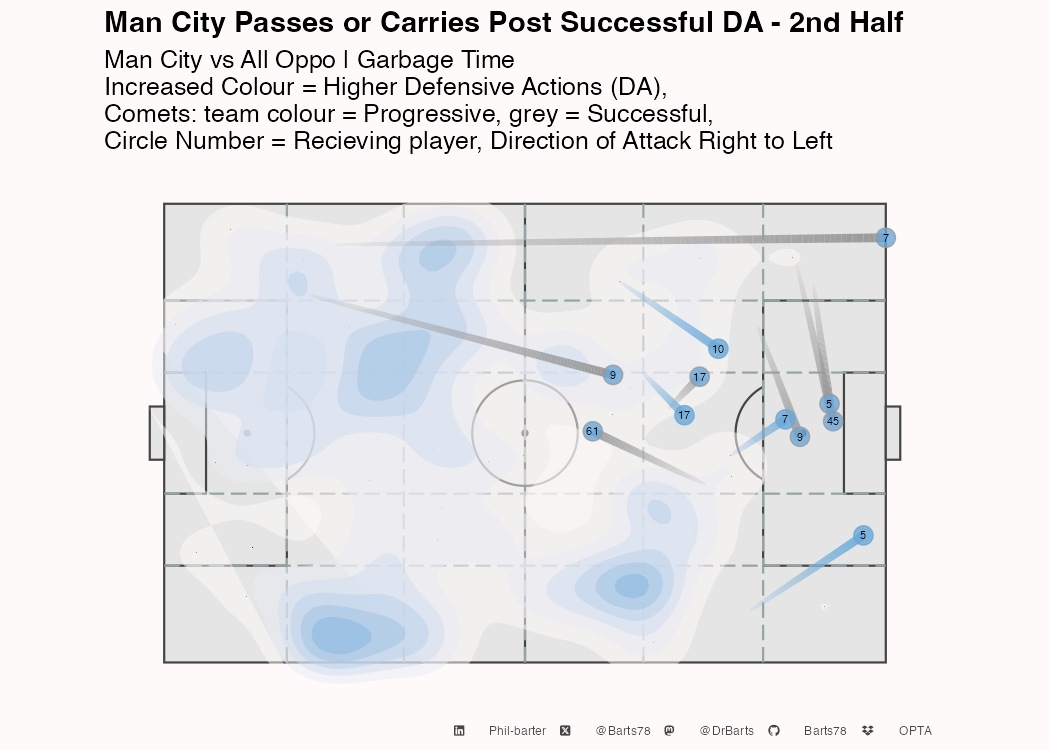 Man City Passes or Carries Post Successful DA - 2nd Half
Man City vs All Oppo | Garbage Time
Increased Colour = Higher Defensive Actions (DA),
Comets: team colour = Progressive, grey = Successful,
Circle Number = Recieving player, Direction of Attack Right to Left
7
10
9
17
5
17
7
45
61
9
5
Phil-barter @Barts78 @DrBarts Barts78 OPTA